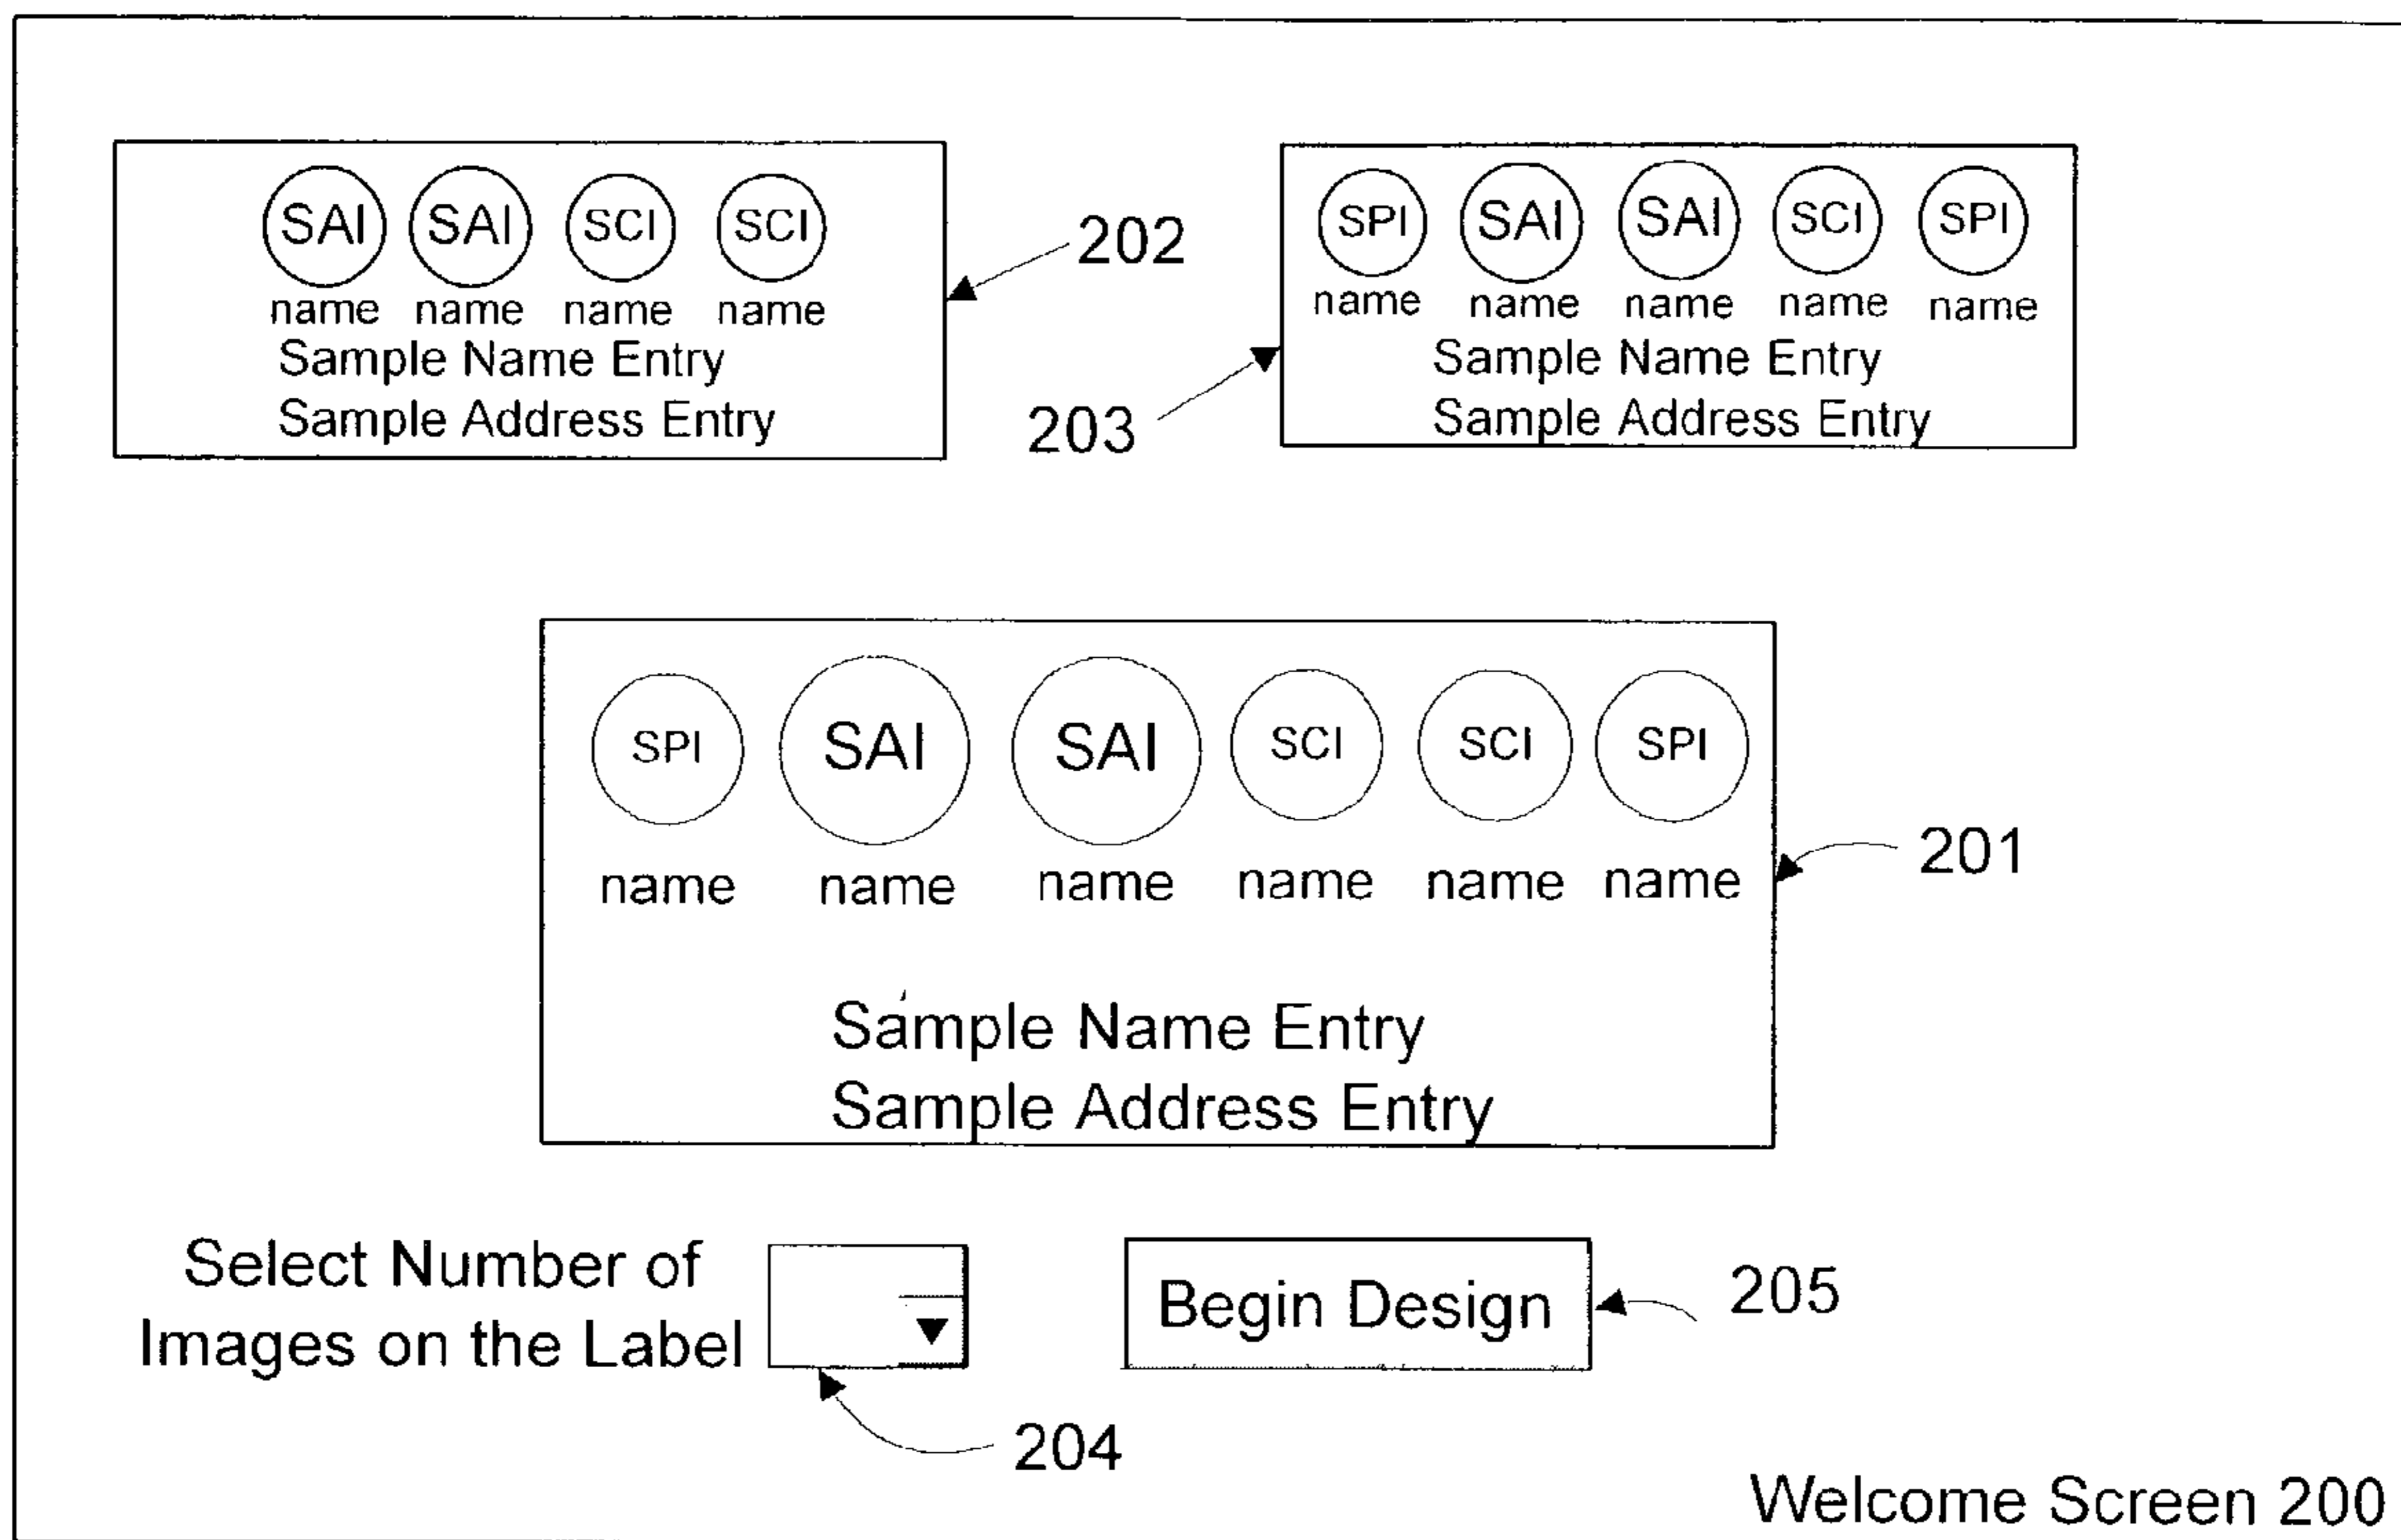 SAI SAI SCI SCI
name name name name
Sample Name Entry
Sample Address Entry
202
SPI SAI SAI SCI SPI
name name name name name
Sample Name Entry
Sample Address Entry
203
SPI SAI SAI SCI SCI SPI
name name name name name name
Sample Name Entry
Sample Address Entry
201
Select Number of
Images on the Label
204
Begin Design
205
Welcome Screen 200